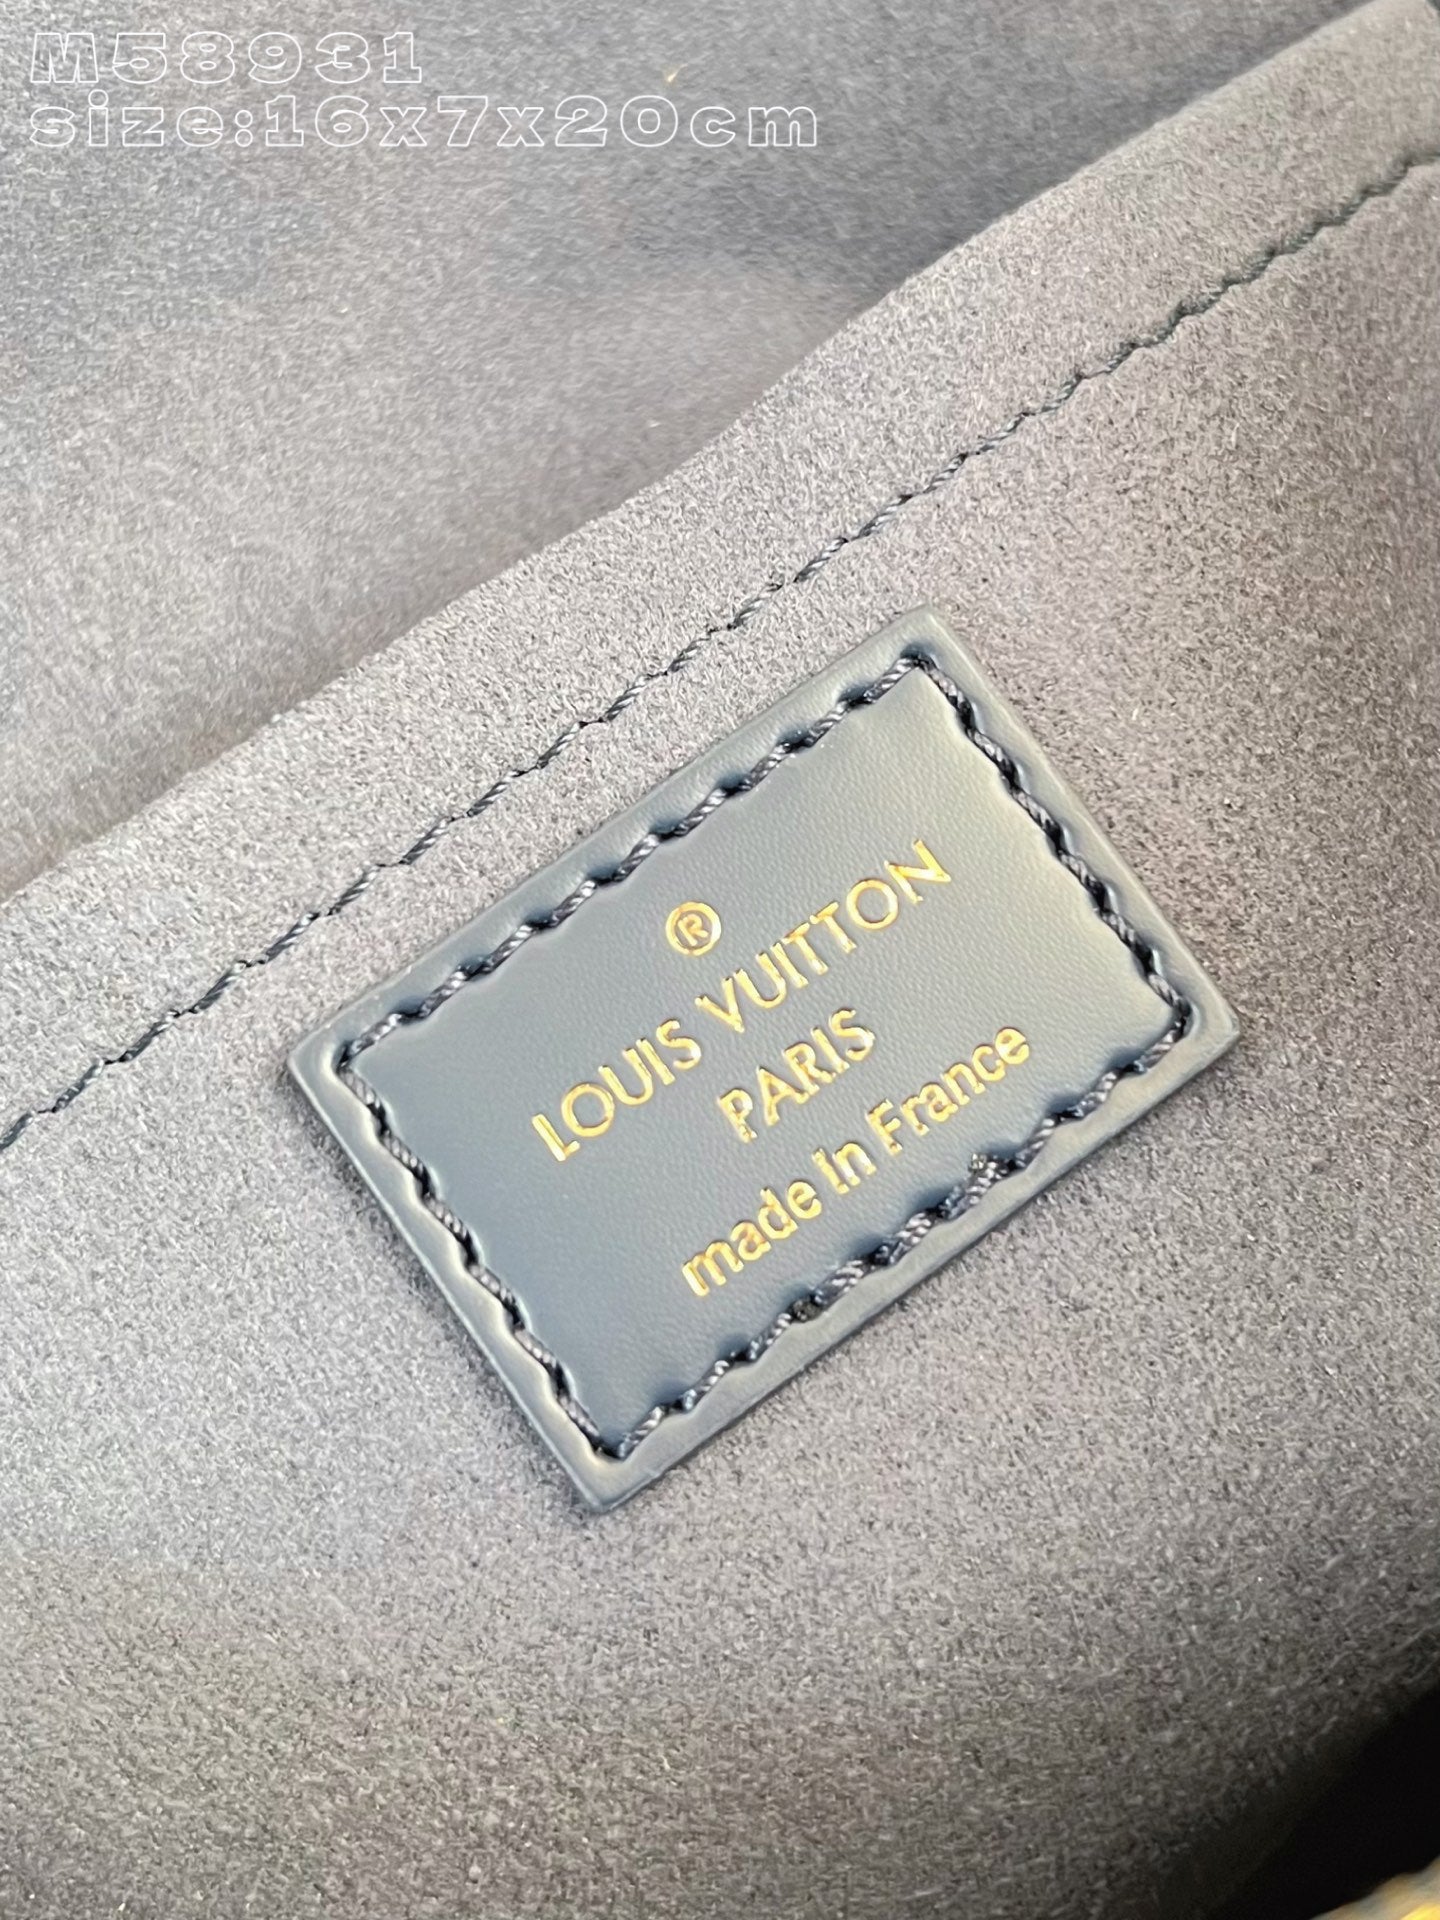 M58931
size:16x7x20cm
®
LOUIS VUITTON
PARIS
made in France